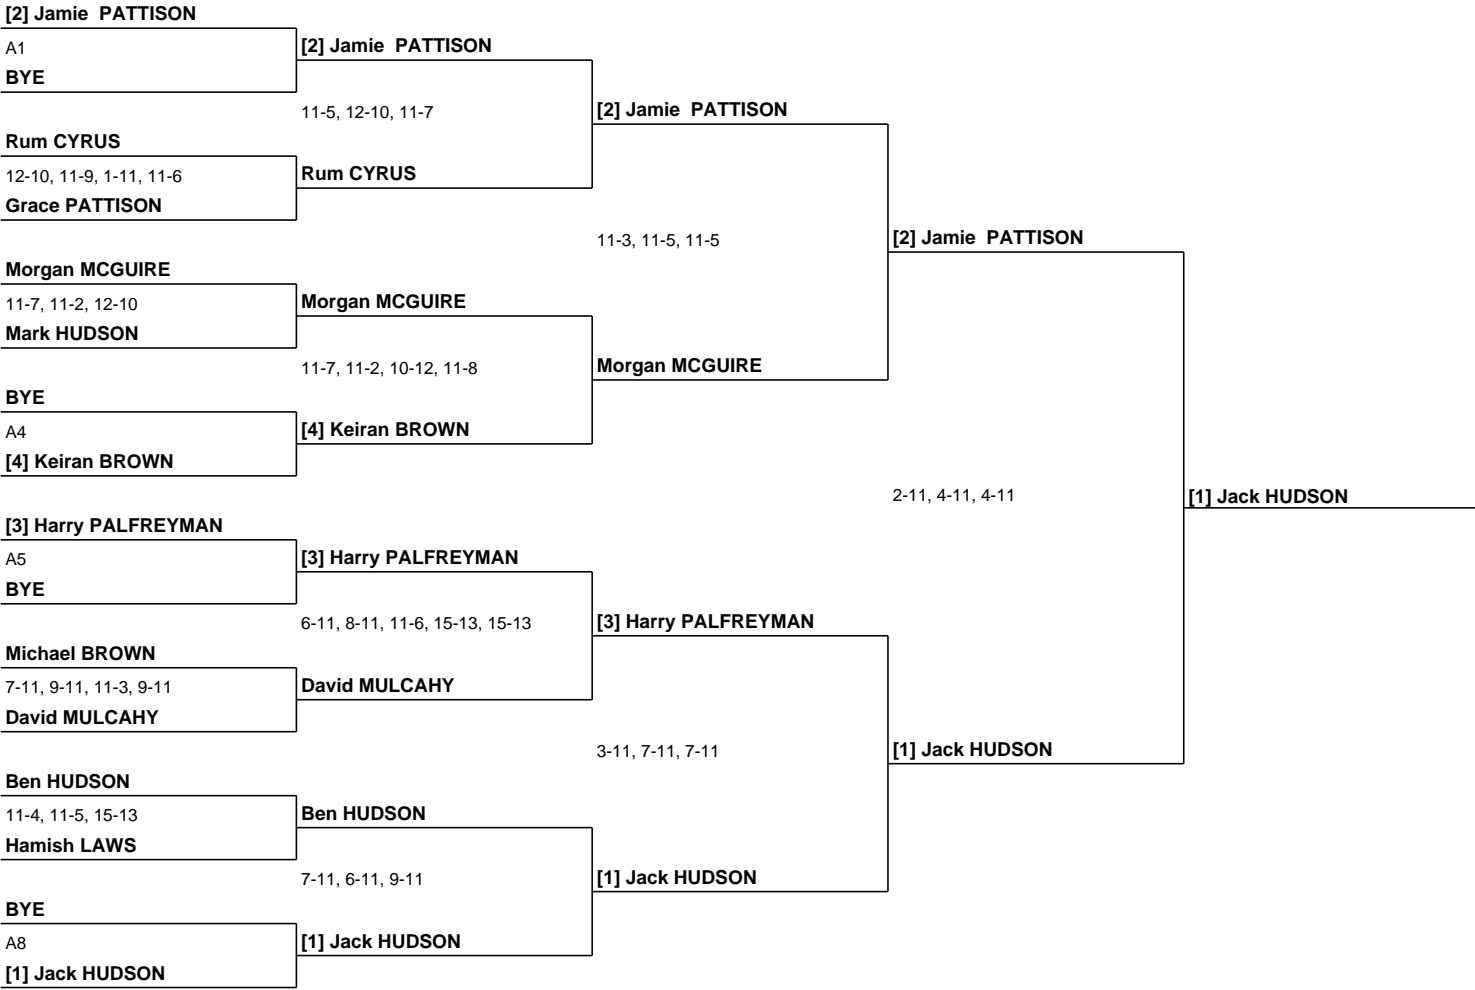 [2] Jamie  PATTISON
A1
BYE
Rum CYRUS
12-10, 11-9, 1-11, 11-6
Grace PATTISON
Morgan MCGUIRE
11-7, 11-2, 12-10
Mark HUDSON
BYE
A4
[4] Keiran BROWN
[3] Harry PALFREYMAN
A5
BYE
Michael BROWN
7-11, 9-11, 11-3, 9-11
David MULCAHY
Ben HUDSON
11-4, 11-5, 15-13
Hamish LAWS
BYE
A8
[1] Jack HUDSON
[2] Jamie  PATTISON
11-5, 12-10, 11-7
Rum CYRUS
Morgan MCGUIRE
11-7, 11-2, 10-12, 11-8
[4] Keiran BROWN
[3] Harry PALFREYMAN
6-11, 8-11, 11-6, 15-13, 15-13
David MULCAHY
Ben HUDSON
7-11, 6-11, 9-11
[1] Jack HUDSON
[2] Jamie  PATTISON
11-3, 11-5, 11-5
Morgan MCGUIRE
[3] Harry PALFREYMAN
3-11, 7-11, 7-11
[1] Jack HUDSON
[2] Jamie  PATTISON
2-11, 4-11, 4-11
[1] Jack HUDSON
[1] Jack HUDSON